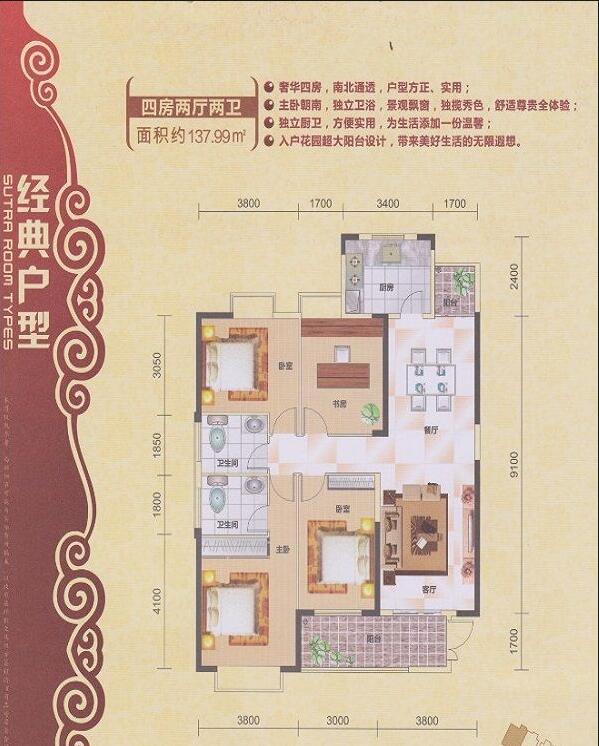 四房两厅两卫
面积约137.99㎡
奢华四房，南北通透，户型方正、实用；
主卧朝南，独立卫浴，景观飘窗，独揽秀色，舒适尊贵全体验；
独立厨卫，方便实用，为生活添加一份温馨；
入户花园超大阳台设计，带来美好生活的无限遐想。
经典户型
SUTRA ROOM TYPES
3800
1700
3400
1700
2400
9100
1700
3050
1850
1800
4100
厨房
阳台
卧室
书房
餐厅
卫生间
卫生间
卧室
主卧
客厅
阳台
3800
3000
3800